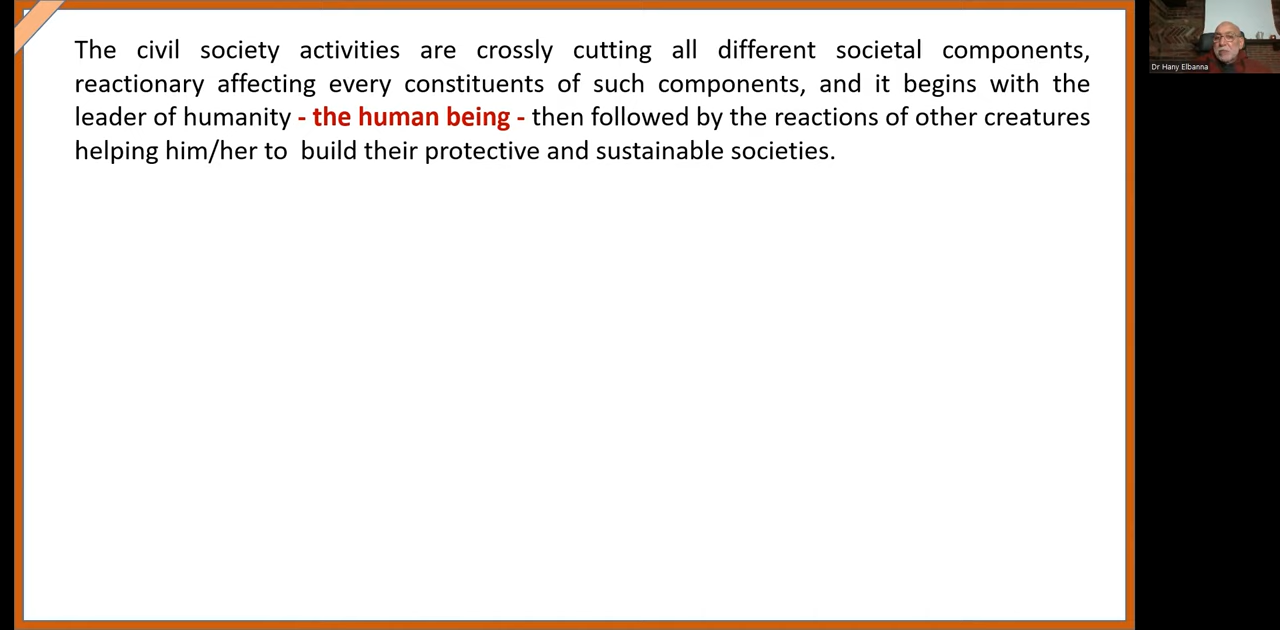 The civil society activities are crossly cutting all different societal components,
reactionary affecting every constituents of such components, and it begins with the
leader of humanity - the human being - then followed by the reactions of other creatures
helping him/her to build their protective and sustainable societies.
Dr Hany Elbanna